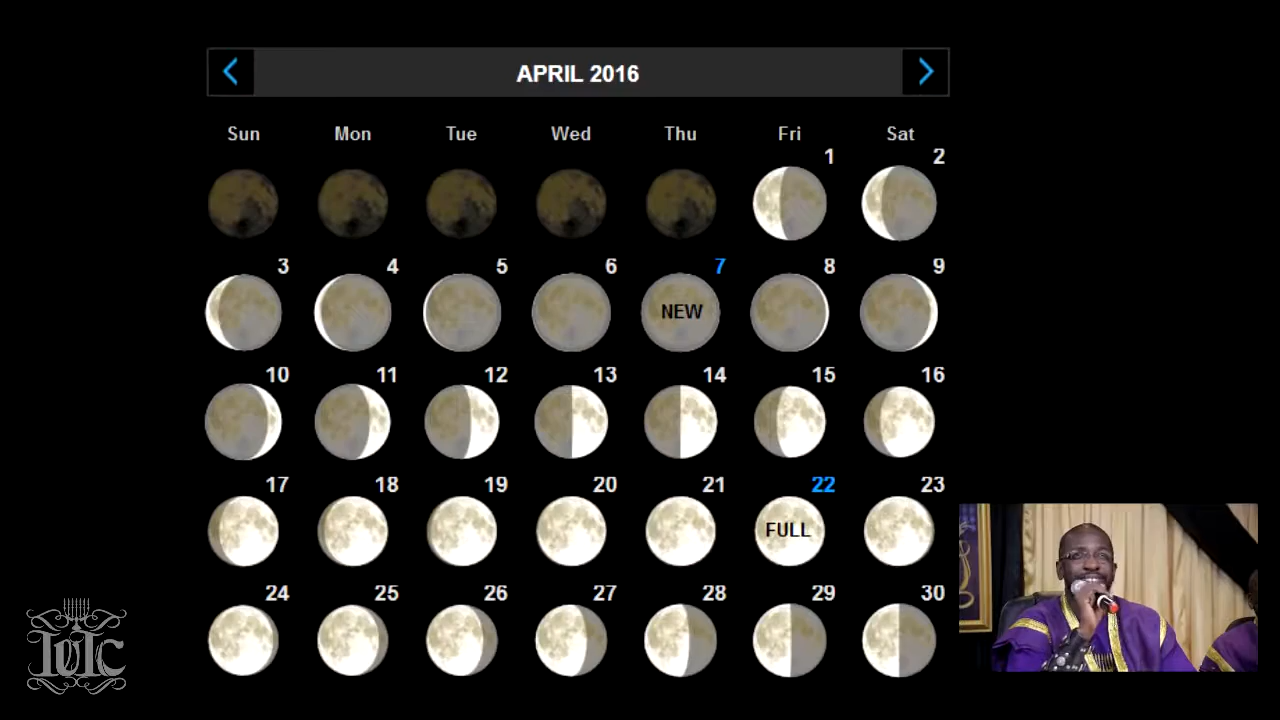 APRIL 2016
Sun Mon Tue Wed Thu Fri Sat
1 2
3 4 5 6 7 8 9
NEW
10 11 12 13 14 15 16
17 18 19 20 21 22 23
FULL
24 25 26 27 28 29 30
IUIC